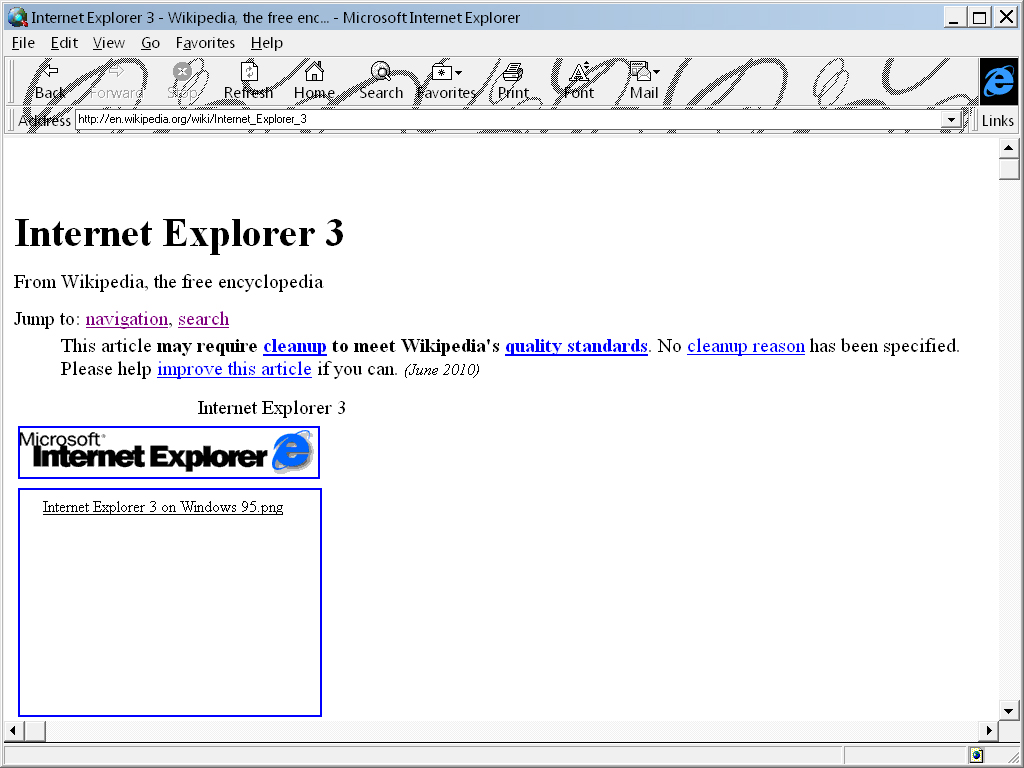 Internet Explorer 3 - Wikipedia, the free enc... - Microsoft Internet Explorer
File Edit View Go Favorites Help
Back Forward Stop Refresh Home Search Favorites Print Font Mail
Address http://en.wikipedia.org/wiki/Internet_Explorer_3 Links
Internet Explorer 3
From Wikipedia, the free encyclopedia
Jump to: navigation, search
This article may require cleanup to meet Wikipedia's quality standards. No cleanup reason has been specified.
Please help improve this article if you can. (June 2010)
Internet Explorer 3
Microsoft®
Internet Explorer
Internet Explorer 3 on Windows 95.png